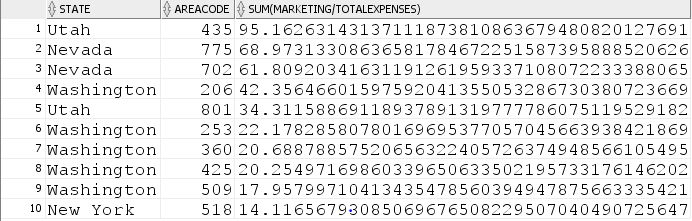 STATE AREACODE SUM(MARKETING/TOTALEXPENSES)
1 Utah 435 95.16263143137111873810863679480820127691
2 Nevada 775 68.97313308636581784672251587395888520626
3 Nevada 702 61.80920341631191261959337108072233388065
4 Washington 206 42.35646601597592041355053286730380723669
5 Utah 801 34.31158869118937891319777786075119529182
6 Washington 253 22.17828580780169695377057045663938421869
7 Washington 360 20.68878857520656322405726374948566105495
8 Washington 425 20.25497169860339650633502195733176146202
9 Washington 509 17.95799710413435478560394947875663335421
10 New York 518 14.11656793085069676508229507040490725647